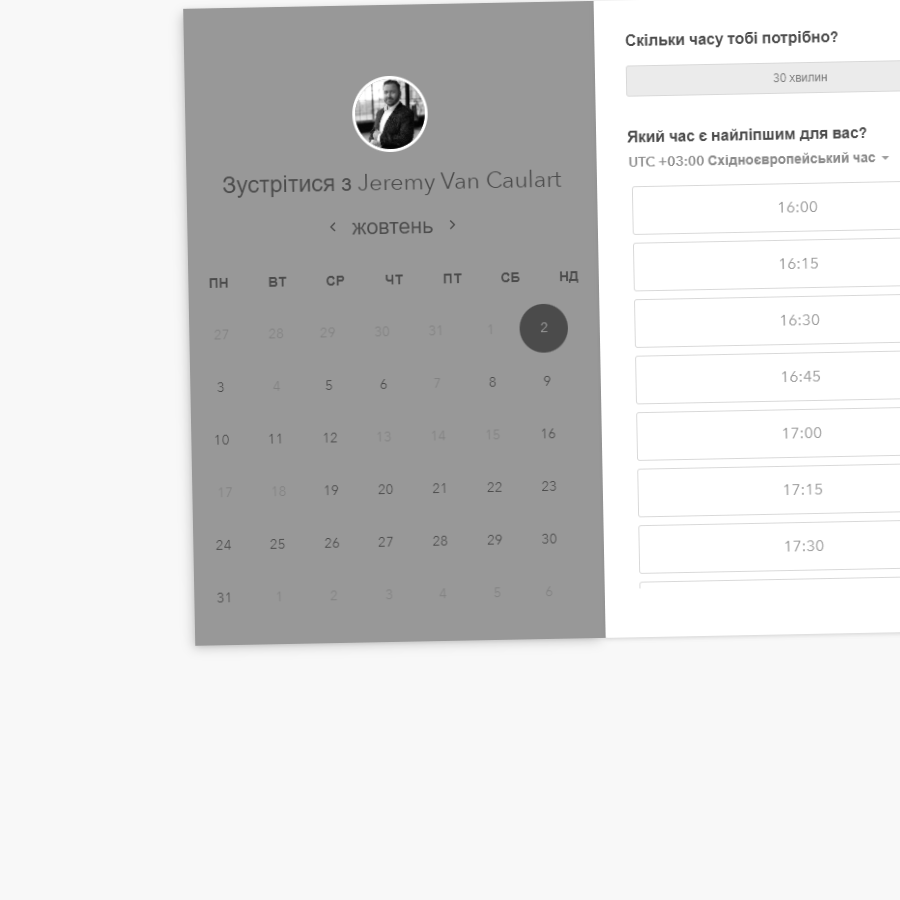 Зустрітися з Jeremy Van Caulart
жовтень
ПН ВТ СР ЧТ ПТ СБ НД
27 28 29 30 31 1 2
3 4 5 6 7 8 9
10 11 12 13 14 15 16
17 18 19 20 21 22 23
24 25 26 27 28 29 30
31 1 2 3 4 5 6
Скільки часу тобі потрібно?
30 хвилин
Який час є найліпшим для вас?
UTC +03:00 Східноєвропейський час
16:00
16:15
16:30
16:45
17:00
17:15
17:30